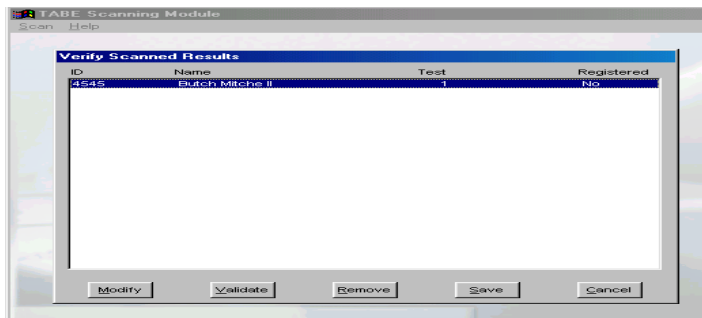 TABE Scanning Module
Scan Help
Verify Scanned Results
ID Name Test Registered
4545 Butch Mitche ll 1 No
Modify Validate Remove Save Cancel